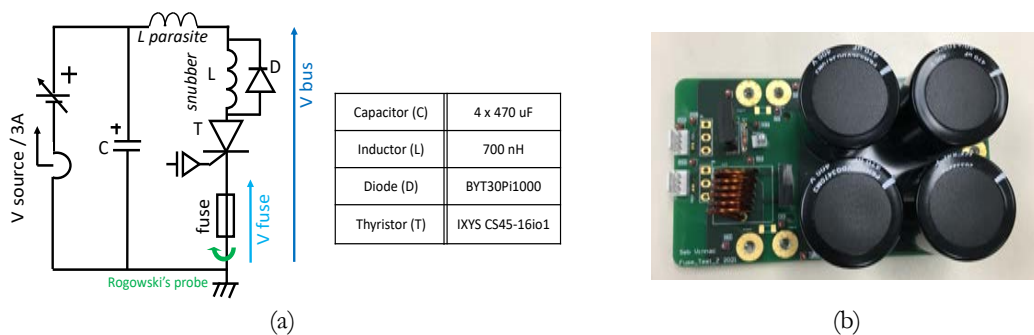 L parasite
snubber
L
D
V bus
V source / 3A
+
+
C
T
fuse
V fuse
Rogowski's probe
Capacitor (C) 4 x 470 uF
Inductor (L) 700 nH
Diode (D) BYT30Pi1000
Thyristor (T) IXYS CS45-16io1
Seb Vinnac
Fuse_Test_2 2021
(a)
(b)